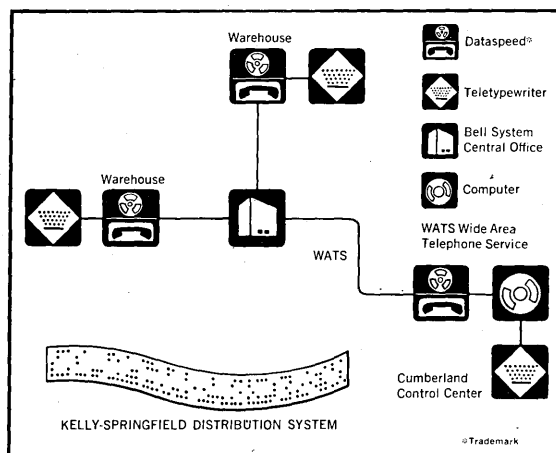 Warehouse
Dataspeed*
Teletypewriter
Warehouse
Bell System
Central Office
Computer
WATS Wide Area
Telephone Service
WATS
Cumberland
Control Center
KELLY-SPRINGFIELD DISTRIBUTION SYSTEM
*Trademark